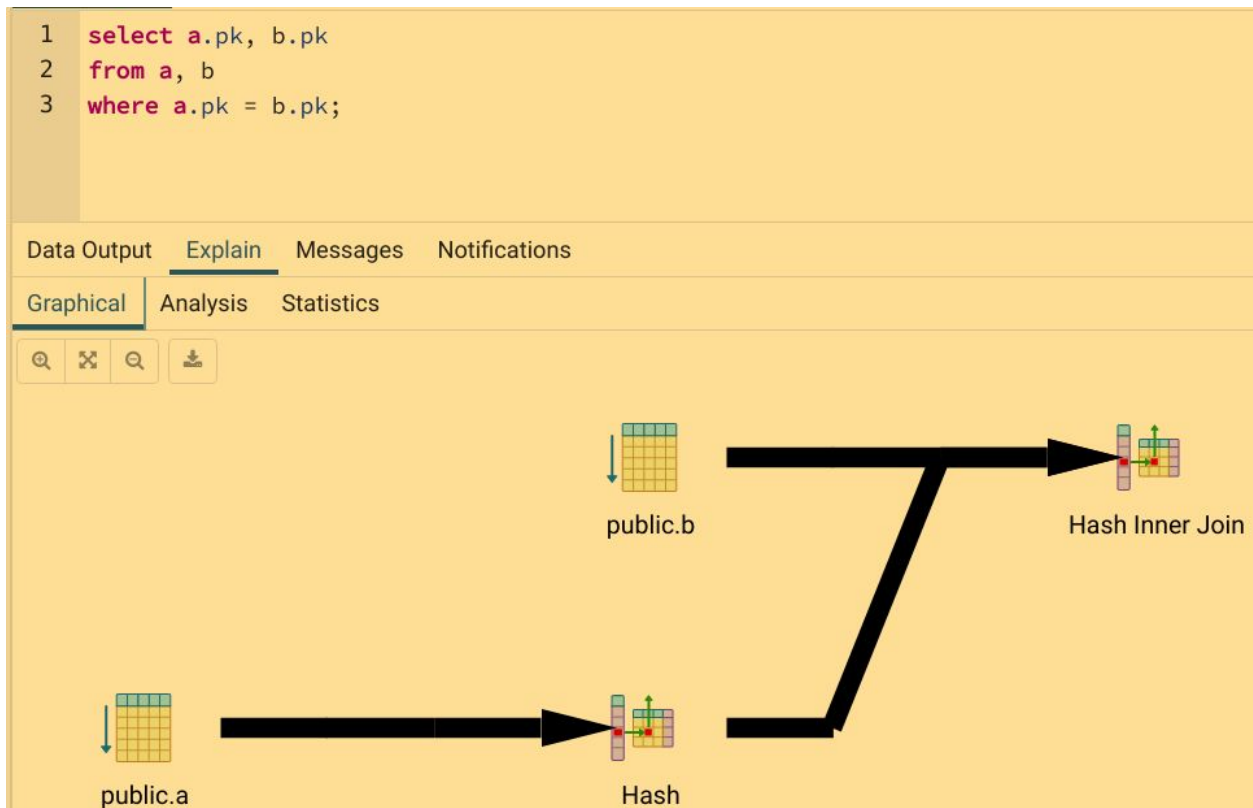 1 select a.pk, b.pk
2 from a, b
3 where a.pk = b.pk;
Data Output Explain Messages Notifications
Graphical Analysis Statistics
public.b
Hash Inner Join
public.a
Hash